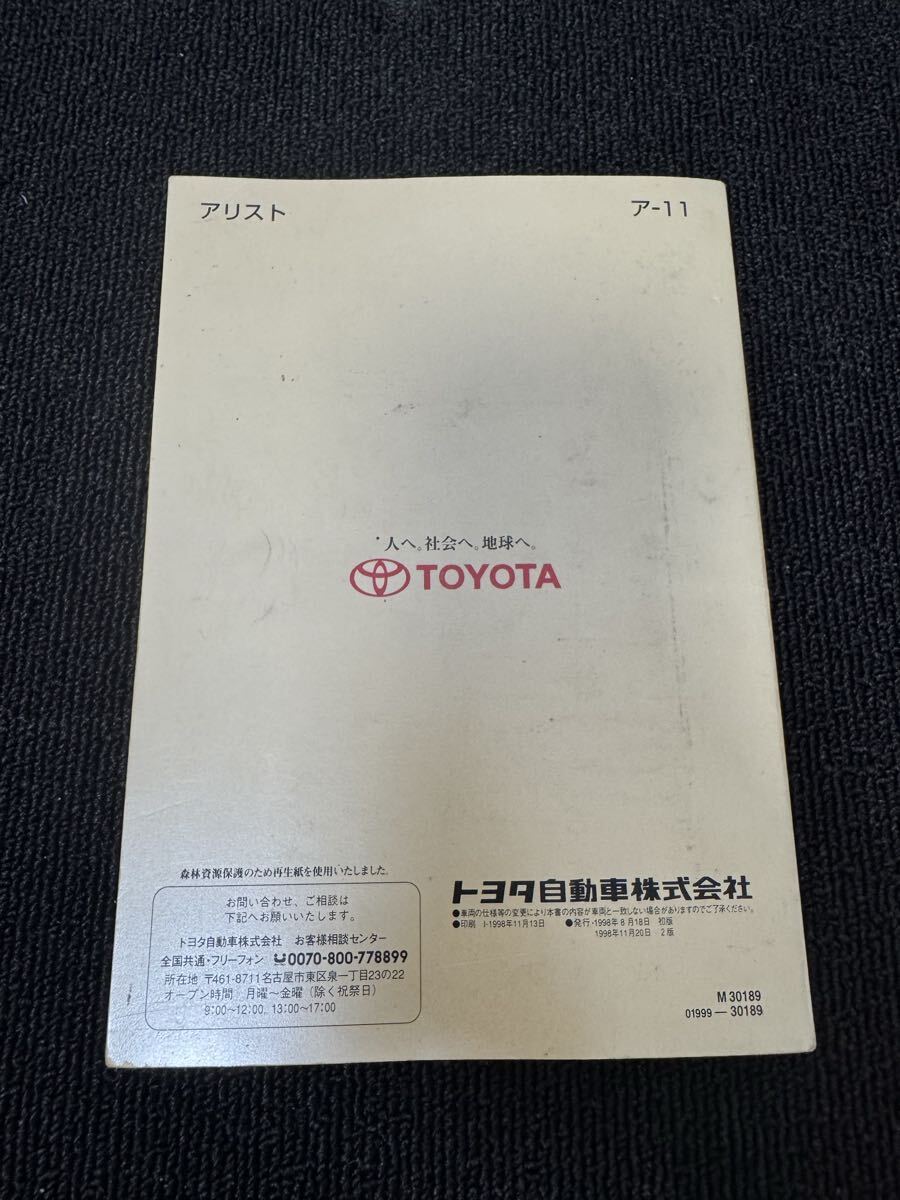 アリスト
ア-11
人へ。社会へ。地球へ。
TOYOTA
森林資源保護のため再生紙を使用いたしました。
お問い合わせ、ご相談は
下記へお願いいたします。
トヨタ自動車株式会社 お客様相談センター
全国共通・フリーフォン 0070-800-778899
所在地 〒461-8711名古屋市東区泉一丁目23の22
オープン時間 月曜〜金曜（除く祝祭日）
9:00〜12:00, 13:00〜17:00
トヨタ自動車株式会社
●車両の仕様等の変更により本書の内容が車両と一致しない場合がありますのでご了承ください。
●印刷 I-1998年11月13日 ●発行-1998年 8月18日 初版
1998年11月20日 2版
M 30189
01999 — 30189